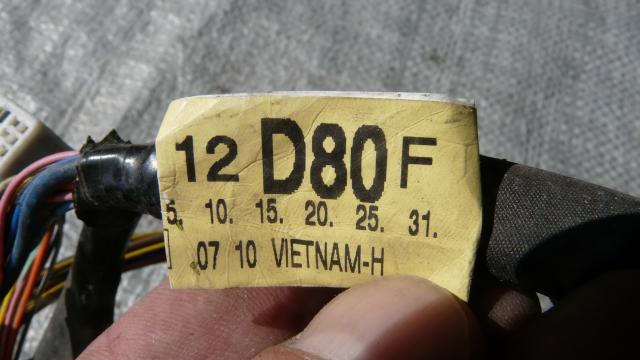 12 D80 F
5. 10. 15. 20. 25. 31.
07 10 VIETNAM-H